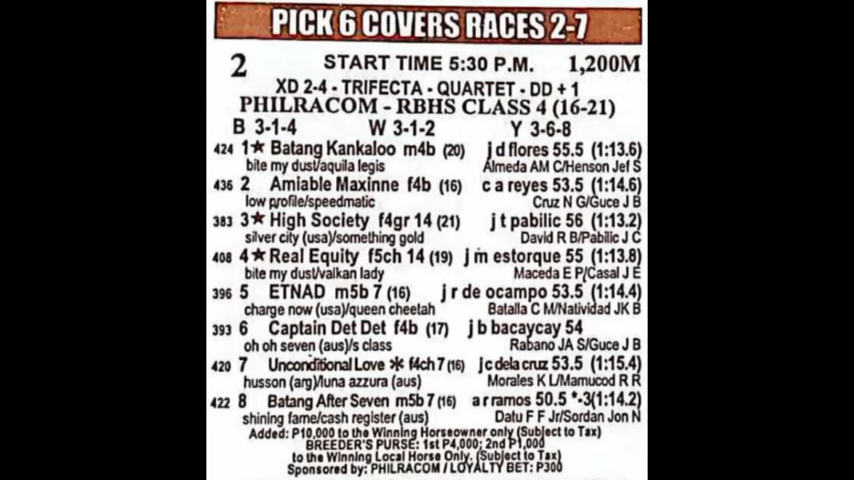 PICK 6 COVERS RACES 2-7
2 START TIME 5:30 P.M. 1,200M
XD 2-4 - TRIFECTA - QUARTET - DD + 1
PHILRACOM - RBHS CLASS 4 (16-21)
B 3-1-4 W 3-1-2 Y 3-6-8
424 1★ Batang Kankaloo m4b (20) j d flores 55.5 (1:13.6)
bite my dust/aquila legis Almeda AM C/Henson Jef S
436 2 Amiable Maxinne f4b (16) c a reyes 53.5 (1:14.6)
low profile/speedmatic Cruz N G/Guce J B
383 3★ High Society f4gr 14 (21) j t pabilic 56 (1:13.2)
silver city (usa)/something gold David R B/Pabilic J C
408 4★ Real Equity f5ch 14 (19) j m estorque 55 (1:13.8)
bite my dust/valkan lady Maceda E P/Casal J E
396 5 ETNAD m5b 7 (16) j r de ocampo 53.5 (1:14.4)
charge now (usa)/queen cheetah Batalla C M/Natividad JK B
393 6 Captain Det Det f4b (17) j b bacaycay 54
oh oh seven (aus)/s class Rabano JA S/Guce J B
420 7 Unconditional Love * f4ch 7 (16) j c dela cruz 53.5 (1:15.4)
husson (arg)/luna azzura (aus) Morales K L/Mamucod R R
422 8 Batang After Seven m5b 7 (16) a r ramos 50.5 *-3(1:14.2)
shining fame/cash register (aus) Datu F F Jr/Sordan Jon N
Added: P10,000 to the Winning Horseowner only (Subject to Tax)
BREEDER'S PURSE: 1st P4,000; 2nd P1,000
to the Winning Local Horse Only. (Subject to Tax)
Sponsored by: PHILRACOM / LOYALTY BET: P300